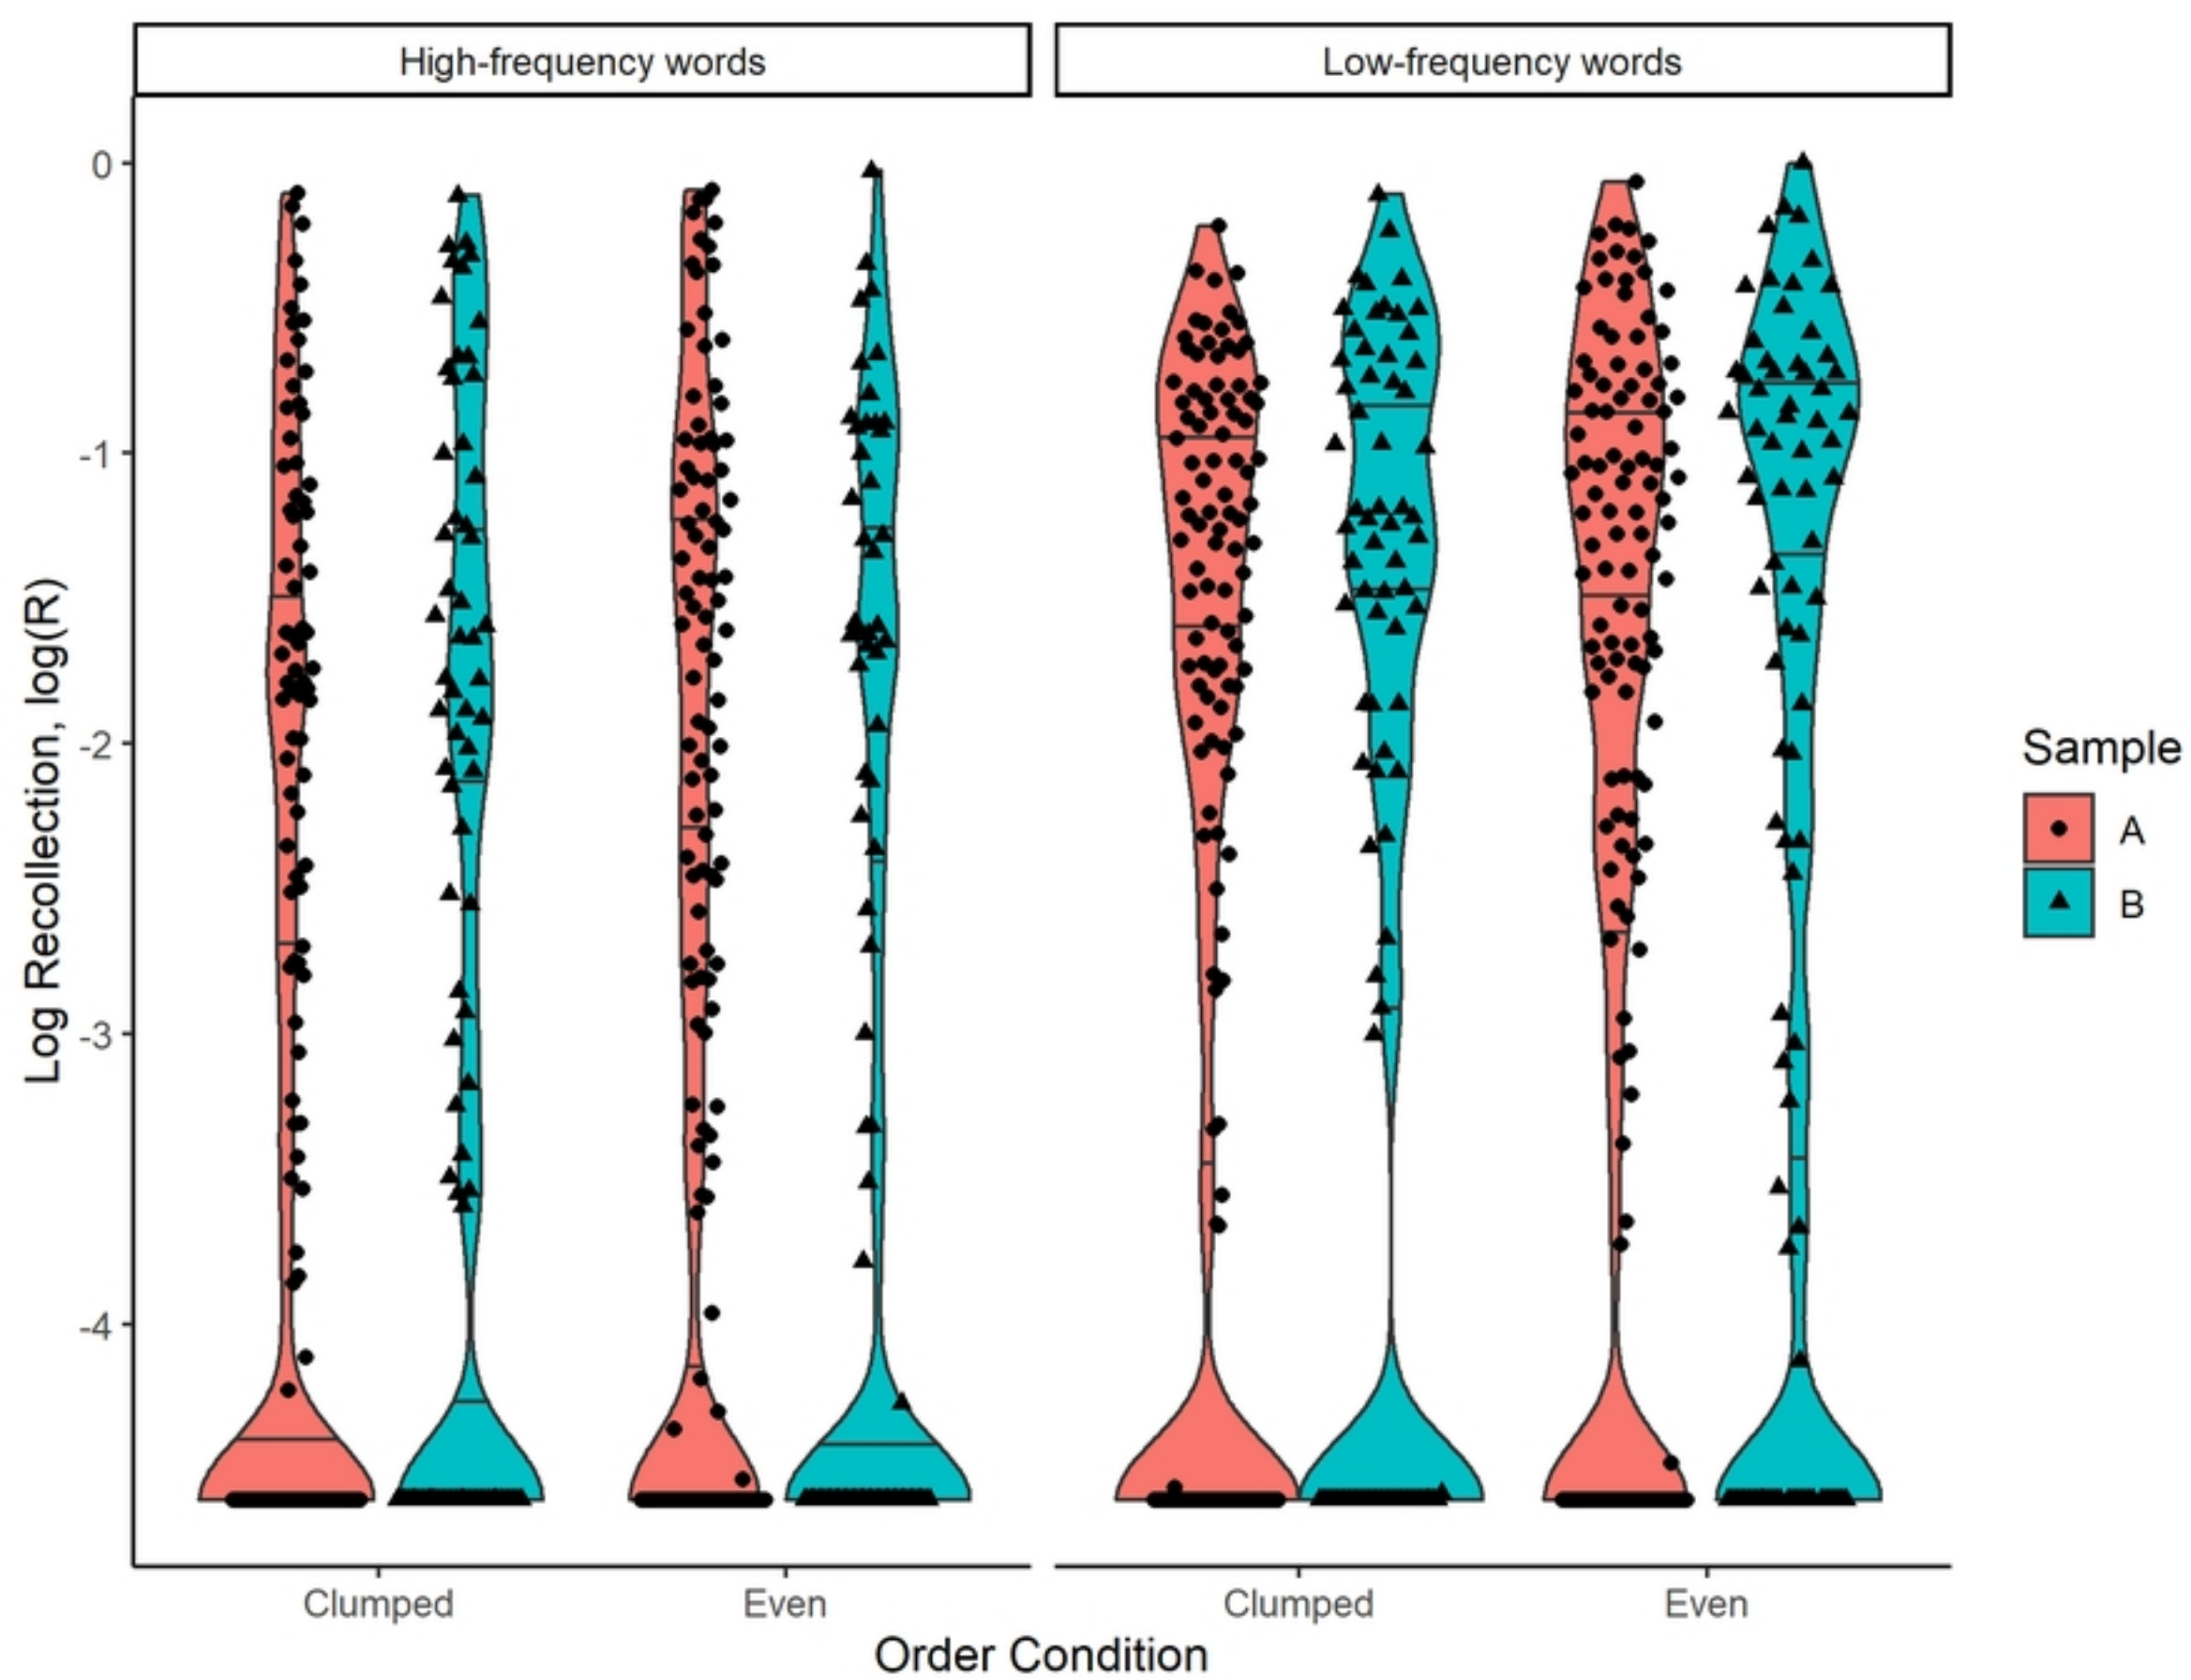 High-frequency words
Low-frequency words
0
-1
-2
-3
-4
Log Recollection, log(R)
Clumped
Even
Clumped
Even
Order Condition
Sample
A
B